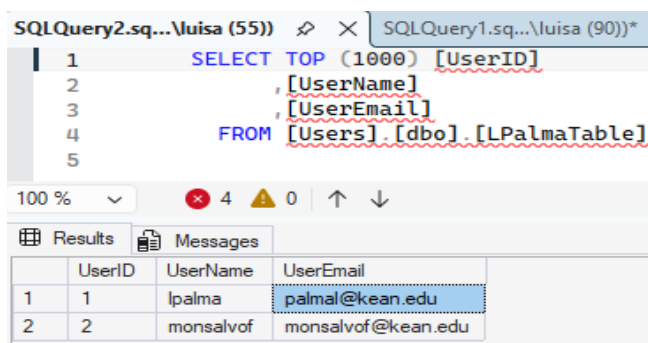 SQLQuery2.sq...\luisa (55)) SQLQuery1.sq...\luisa (90))*
1 SELECT TOP (1000) [UserID]
2 ,[UserName]
3 ,[UserEmail]
4 FROM [Users].[dbo].[LPalmaTable]
5
100 % 4 0
Results Messages
UserID UserName UserEmail
1 1 lpalma palmal@kean.edu
2 2 monsalvof monsalvof@kean.edu